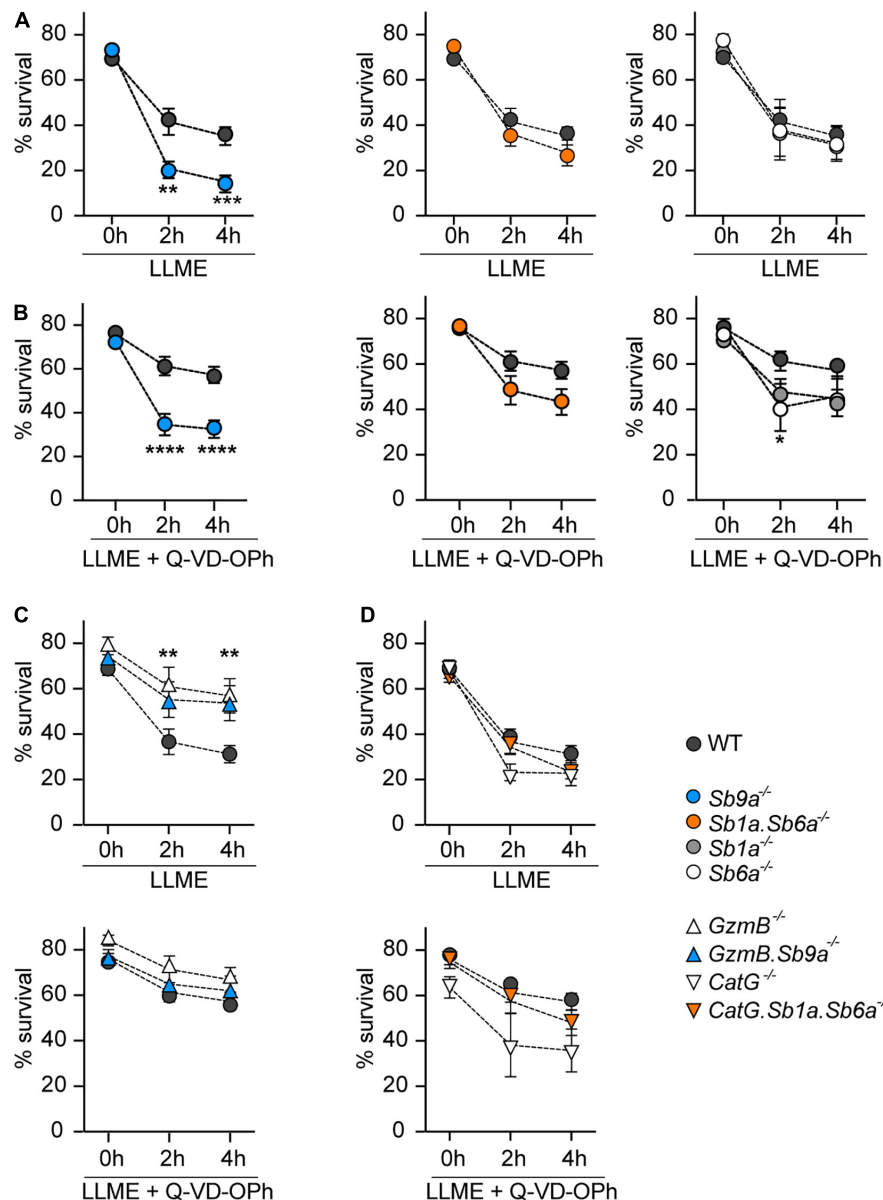 A
% survival
80
60
40
20
0
**
***
0h 2h 4h
LLME
% survival
80
60
40
20
0
0h 2h 4h
LLME
% survival
80
60
40
20
0
0h 2h 4h
LLME
B
% survival
80
60
40
20
0
**** ****
0h 2h 4h
LLME + Q-VD-OPh
% survival
80
60
40
20
0
0h 2h 4h
LLME + Q-VD-OPh
% survival
80
60
40
20
0
*
0h 2h 4h
LLME + Q-VD-OPh
C
% survival
80
60
40
20
0
** **
0h 2h 4h
LLME
% survival
80
60
40
20
0
0h 2h 4h
LLME + Q-VD-OPh
D
% survival
80
60
40
20
0
0h 2h 4h
LLME
% survival
80
60
40
20
0
0h 2h 4h
LLME + Q-VD-OPh
WT
Sb9a-/-
Sb1a.Sb6a-/-
Sb1a-/-
Sb6a-/-
GzmB-/-
GzmB.Sb9a-/-
CatG-/-
CatG.Sb1a.Sb6a-/